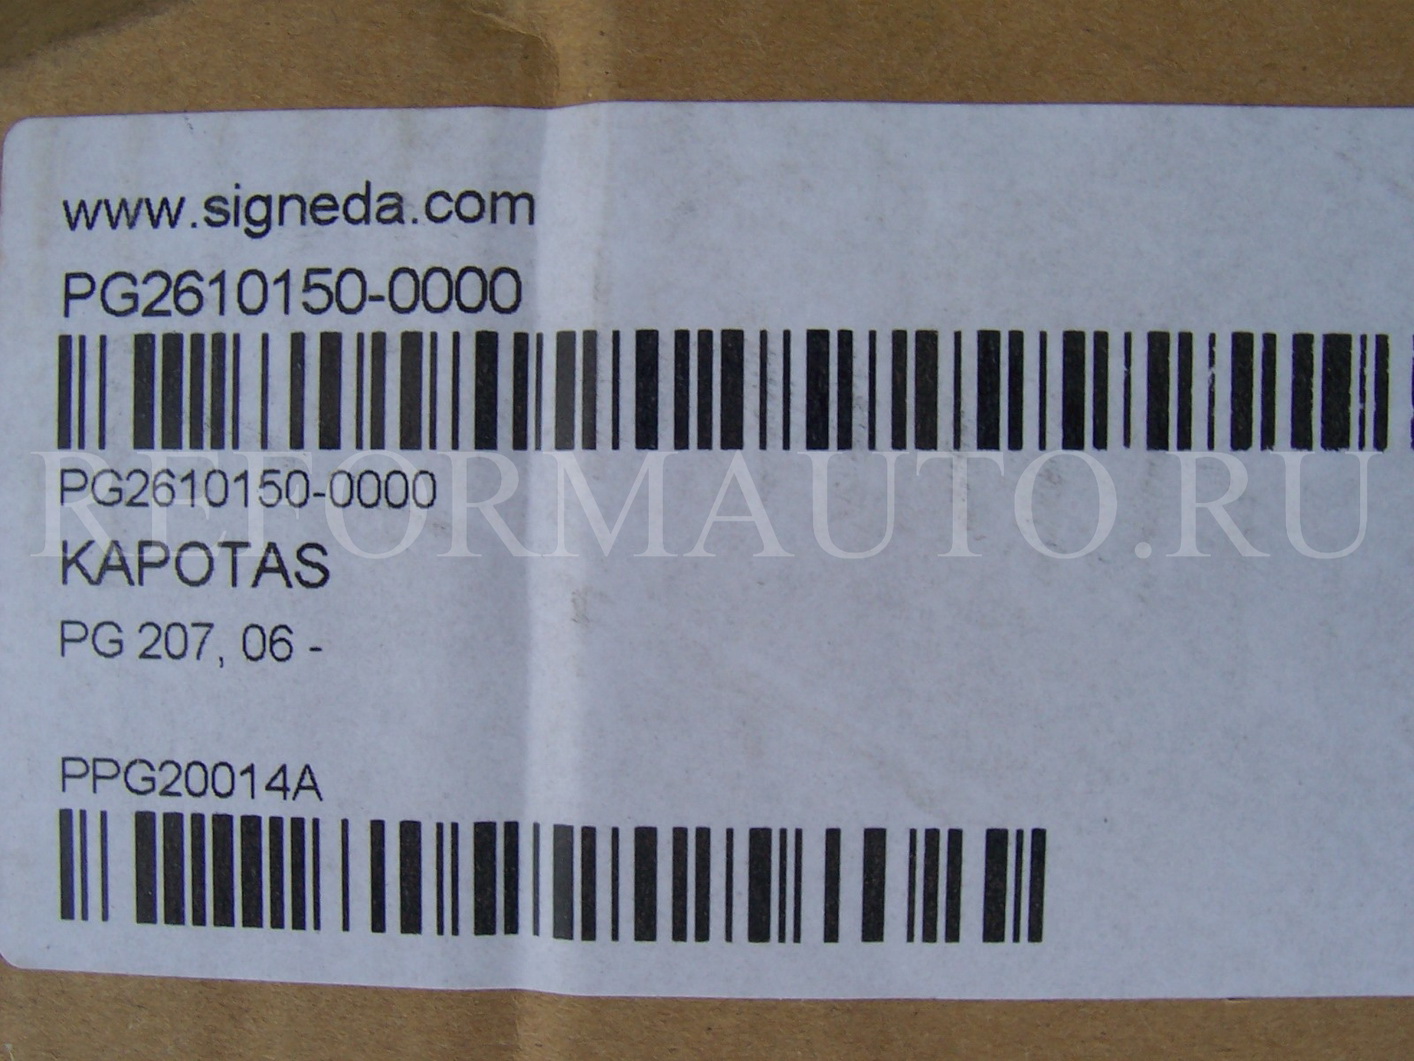 www.signeda.com
PG2610150-0000
PG2610150-0000
REFORMAUTO.RU
KAPOTAS
PG 207, 06 -
PPG20014A